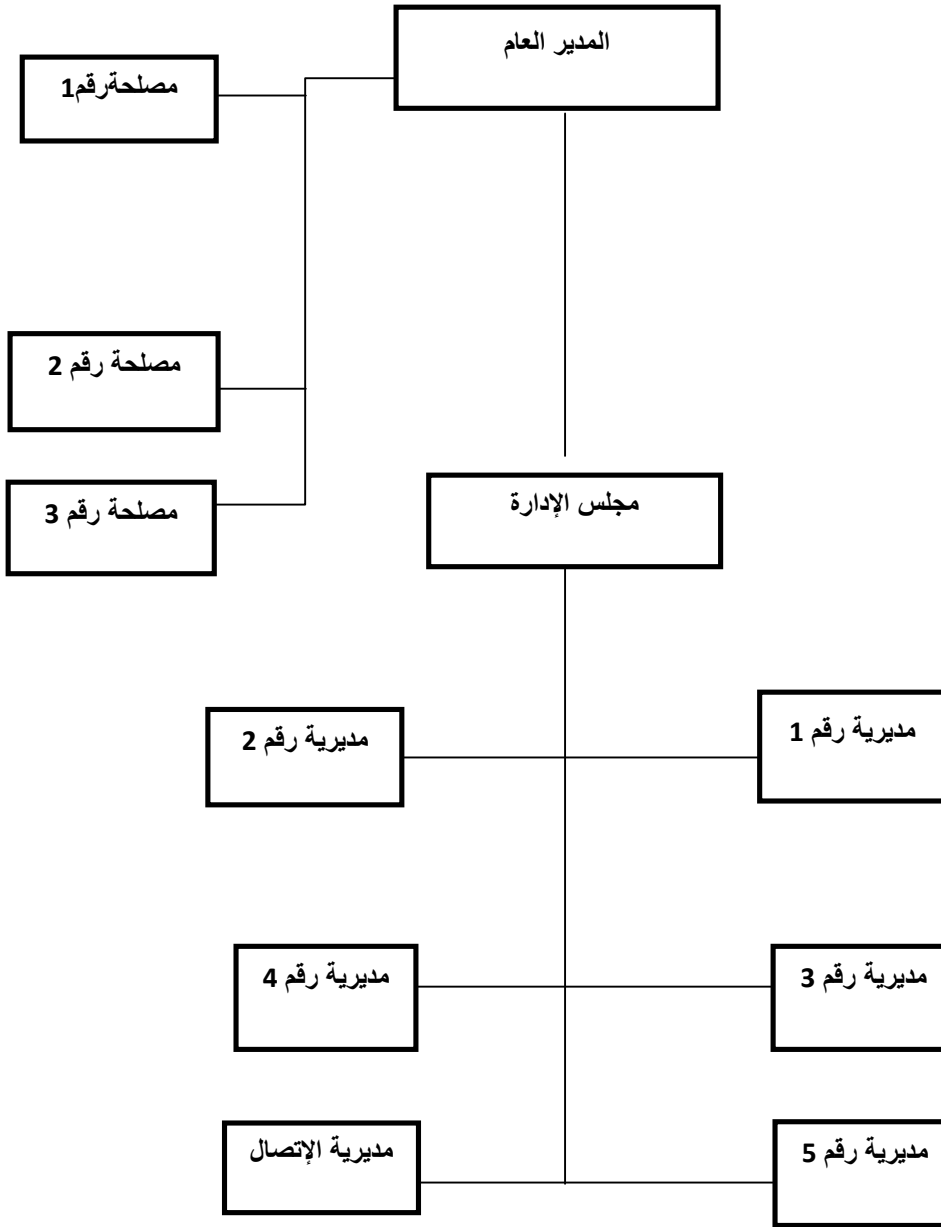 المدير العام
مصلحةرقم1
مصلحة رقم 2
مصلحة رقم 3
مجلس الإدارة
مديرية رقم 1
مديرية رقم 2
مديرية رقم 3
مديرية رقم 4
مديرية رقم 5
مديرية الإتصال